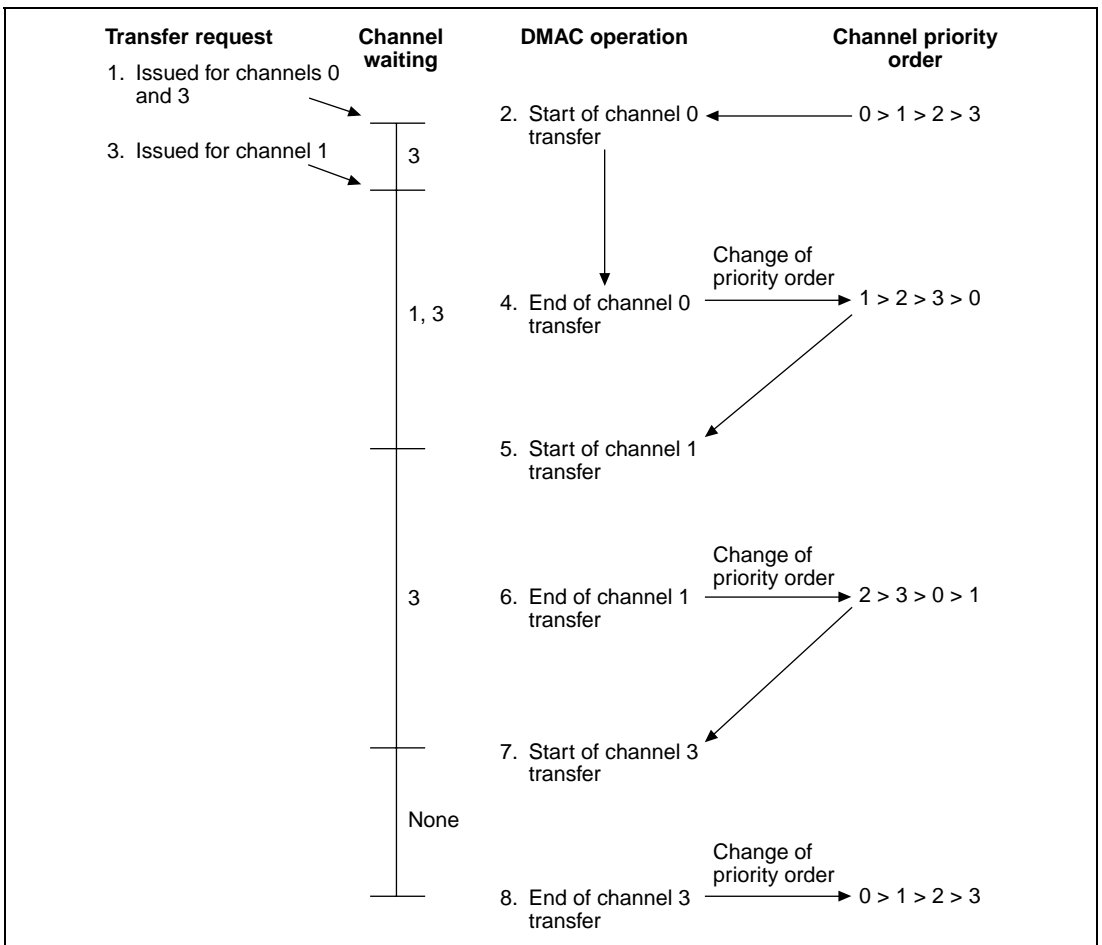 Transfer request
Channel
waiting
DMAC operation
Channel priority
order
1. Issued for channels 0
and 3
2. Start of channel 0
transfer
0 > 1 > 2 > 3
3. Issued for channel 1
3
Change of
priority order
1, 3
4. End of channel 0
transfer
1 > 2 > 3 > 0
5. Start of channel 1
transfer
Change of
priority order
3
6. End of channel 1
transfer
2 > 3 > 0 > 1
7. Start of channel 3
transfer
None
Change of
priority order
8. End of channel 3
transfer
0 > 1 > 2 > 3